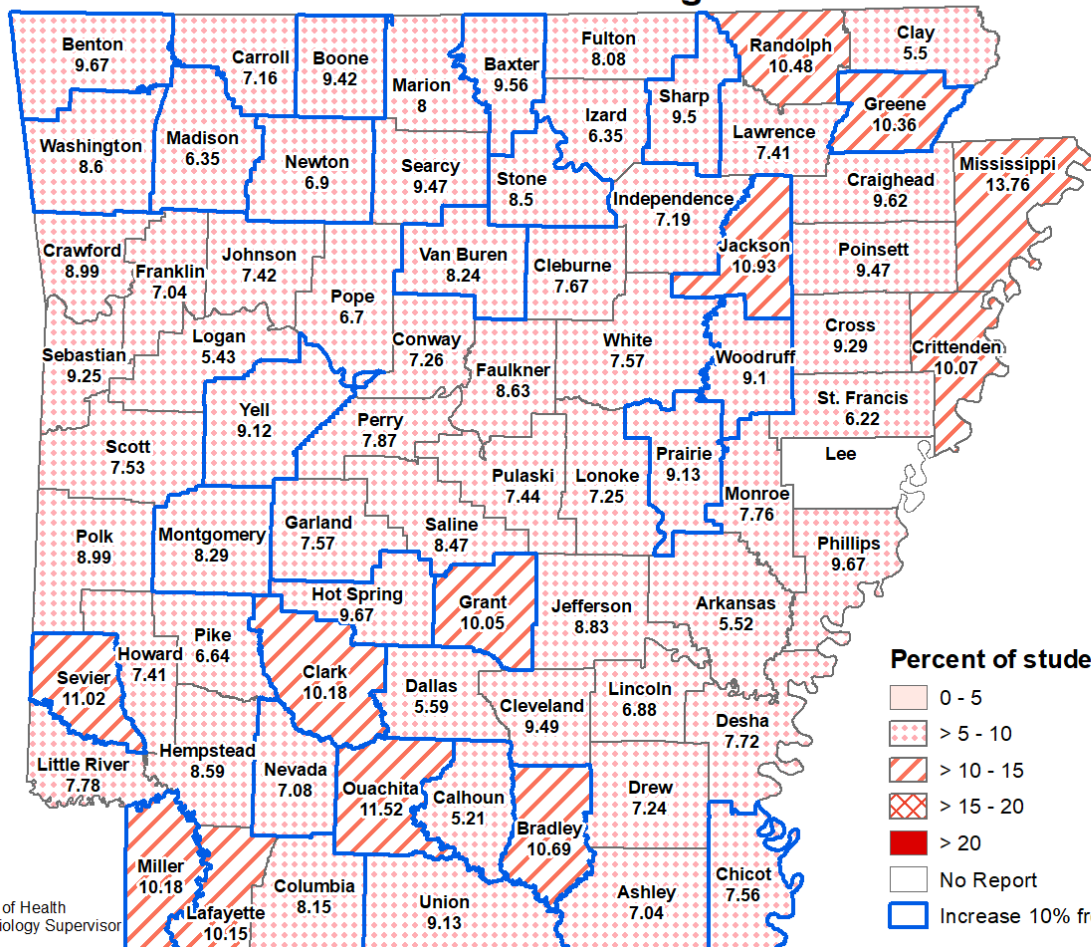 Benton
9.67
Carroll
7.16
Boone
9.42
Marion
8
Baxter
9.56
Fulton
8.08
Randolph
10.48
Clay
5.5
Sharp
9.5
Greene
10.36
Izard
6.35
Lawrence
7.41
Washington
8.6
Madison
6.35
Newton
6.9
Searcy
9.47
Stone
8.5
Independence
7.19
Craighead
9.62
Mississippi
13.76
Crawford
8.99
Franklin
7.04
Johnson
7.42
Pope
6.7
Van Buren
8.24
Cleburne
7.67
Jackson
10.93
Poinsett
9.47
Logan
5.43
Sebastian
9.25
Conway
7.26
Faulkner
8.63
White
7.57
Woodruff
9.1
Cross
9.29
Crittenden
10.07
St. Francis
6.22
Yell
9.12
Perry
7.87
Scott
7.53
Pulaski
7.44
Lonoke
7.25
Prairie
9.13
Lee
Monroe
7.76
Polk
8.99
Montgomery
8.29
Garland
7.57
Saline
8.47
Phillips
9.67
Hot Spring
9.67
Grant
10.05
Jefferson
8.83
Arkansas
5.52
Pike
6.64
Howard
7.41
Sevier
11.02
Clark
10.18
Dallas
5.59
Cleveland
9.49
Lincoln
6.88
Desha
7.72
Little River
7.78
Hempstead
8.59
Nevada
7.08
Ouachita
11.52
Calhoun
5.21
Bradley
10.69
Drew
7.24
Miller
10.18
Lafayette
10.15
Columbia
8.15
Union
9.13
Ashley
7.04
Chicot
7.56
Percent of stude
0 - 5
> 5 - 10
> 10 - 15
> 15 - 20
> 20
No Report
Increase 10% fr
of Health
iology Supervisor